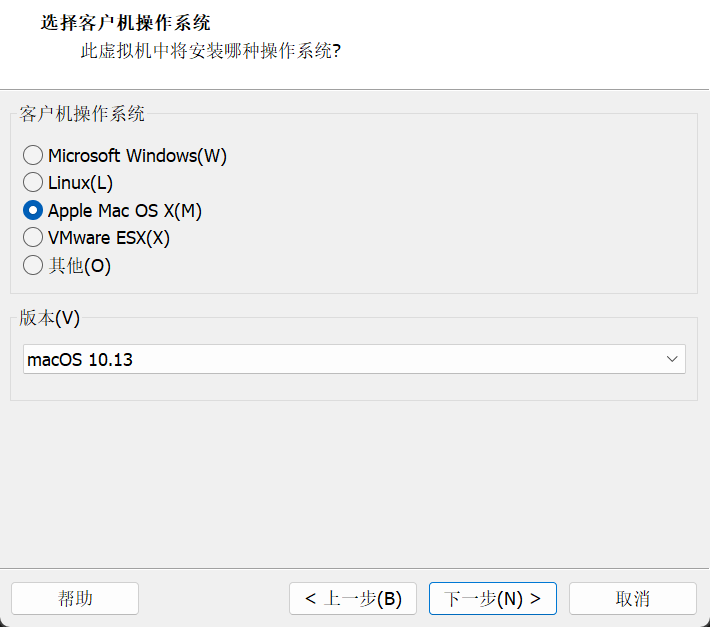 选择客户机操作系统
此虚拟机中将安装哪种操作系统?
客户机操作系统
Microsoft Windows(W)
Linux(L)
Apple Mac OS X(M)
VMware ESX(X)
其他(O)
版本(V)
macOS 10.13
帮助
< 上一步(B)
下一步(N) >
取消